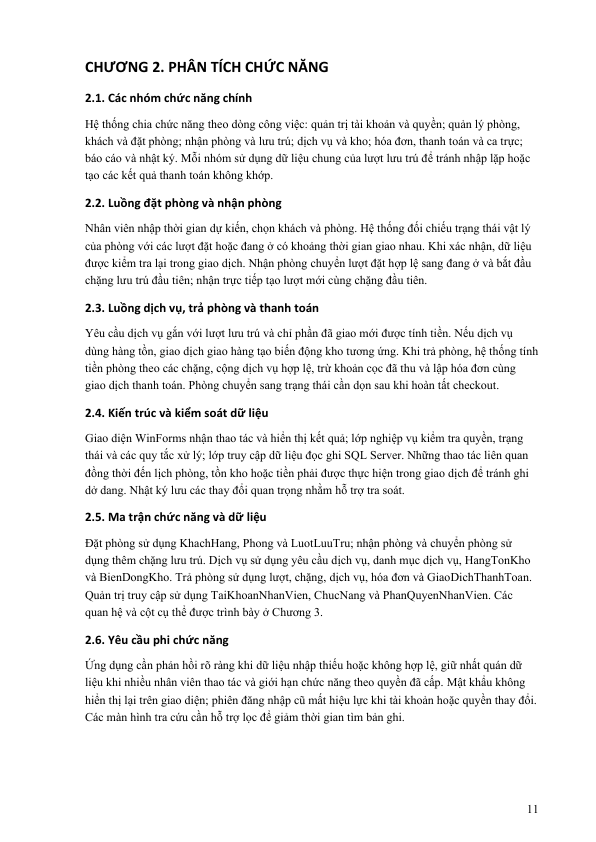 CHƯƠNG 2. PHÂN TÍCH CHỨC NĂNG
2.1. Các nhóm chức năng chính
Hệ thống chia chức năng theo dòng công việc: quản trị tài khoản và quyền; quản lý phòng,
khách và đặt phòng; nhận phòng và lưu trú; dịch vụ và kho; hóa đơn, thanh toán và ca trực;
báo cáo và nhật ký. Mỗi nhóm sử dụng dữ liệu chung của lượt lưu trú để tránh nhập lặp hoặc
tạo các kết quả thanh toán không khớp.
2.2. Luồng đặt phòng và nhận phòng
Nhân viên nhập thời gian dự kiến, chọn khách và phòng. Hệ thống đối chiếu trạng thái vật lý
của phòng với các lượt đặt hoặc đang ở có khoảng thời gian giao nhau. Khi xác nhận, dữ liệu
được kiểm tra lại trong giao dịch. Nhận phòng chuyển lượt đặt hợp lệ sang đang ở và bắt đầu
chặng lưu trú đầu tiên; nhận trực tiếp tạo lượt mới cùng chặng đầu tiên.
2.3. Luồng dịch vụ, trả phòng và thanh toán
Yêu cầu dịch vụ gắn với lượt lưu trú và chỉ phần đã giao mới được tính tiền. Nếu dịch vụ
dùng hàng tồn, giao dịch giao hàng tạo biến động kho tương ứng. Khi trả phòng, hệ thống tính
tiền phòng theo các chặng, cộng dịch vụ hợp lệ, trừ khoản cọc đã thu và lập hóa đơn cùng
giao dịch thanh toán. Phòng chuyển sang trạng thái cần dọn sau khi hoàn tất checkout.
2.4. Kiến trúc và kiểm soát dữ liệu
Giao diện WinForms nhận thao tác và hiển thị kết quả; lớp nghiệp vụ kiểm tra quyền, trạng
thái và các quy tắc xử lý; lớp truy cập dữ liệu đọc ghi SQL Server. Những thao tác liên quan
đồng thời đến lịch phòng, tồn kho hoặc tiền phải được thực hiện trong giao dịch để tránh ghi
dở dang. Nhật ký lưu các thay đổi quan trọng nhằm hỗ trợ tra soát.
2.5. Ma trận chức năng và dữ liệu
Đặt phòng sử dụng KhachHang, Phong và LuotLuuTru; nhận phòng và chuyển phòng sử
dụng thêm chặng lưu trú. Dịch vụ sử dụng yêu cầu dịch vụ, danh mục dịch vụ, HangTonKho
và BienDongKho. Trả phòng sử dụng lượt, chặng, dịch vụ, hóa đơn và GiaoDichThanhToan.
Quản trị truy cập sử dụng TaiKhoanNhanVien, ChucNang và PhanQuyenNhanVien. Các
quan hệ và cột cụ thể được trình bày ở Chương 3.
2.6. Yêu cầu phi chức năng
Ứng dụng cần phản hồi rõ ràng khi dữ liệu nhập thiếu hoặc không hợp lệ, giữ nhất quán dữ
liệu khi nhiều nhân viên thao tác và giới hạn chức năng theo quyền đã cấp. Mật khẩu không
hiển thị lại trên giao diện; phiên đăng nhập cũ mất hiệu lực khi tài khoản hoặc quyền thay đổi.
Các màn hình tra cứu cần hỗ trợ lọc để giảm thời gian tìm bản ghi.
11